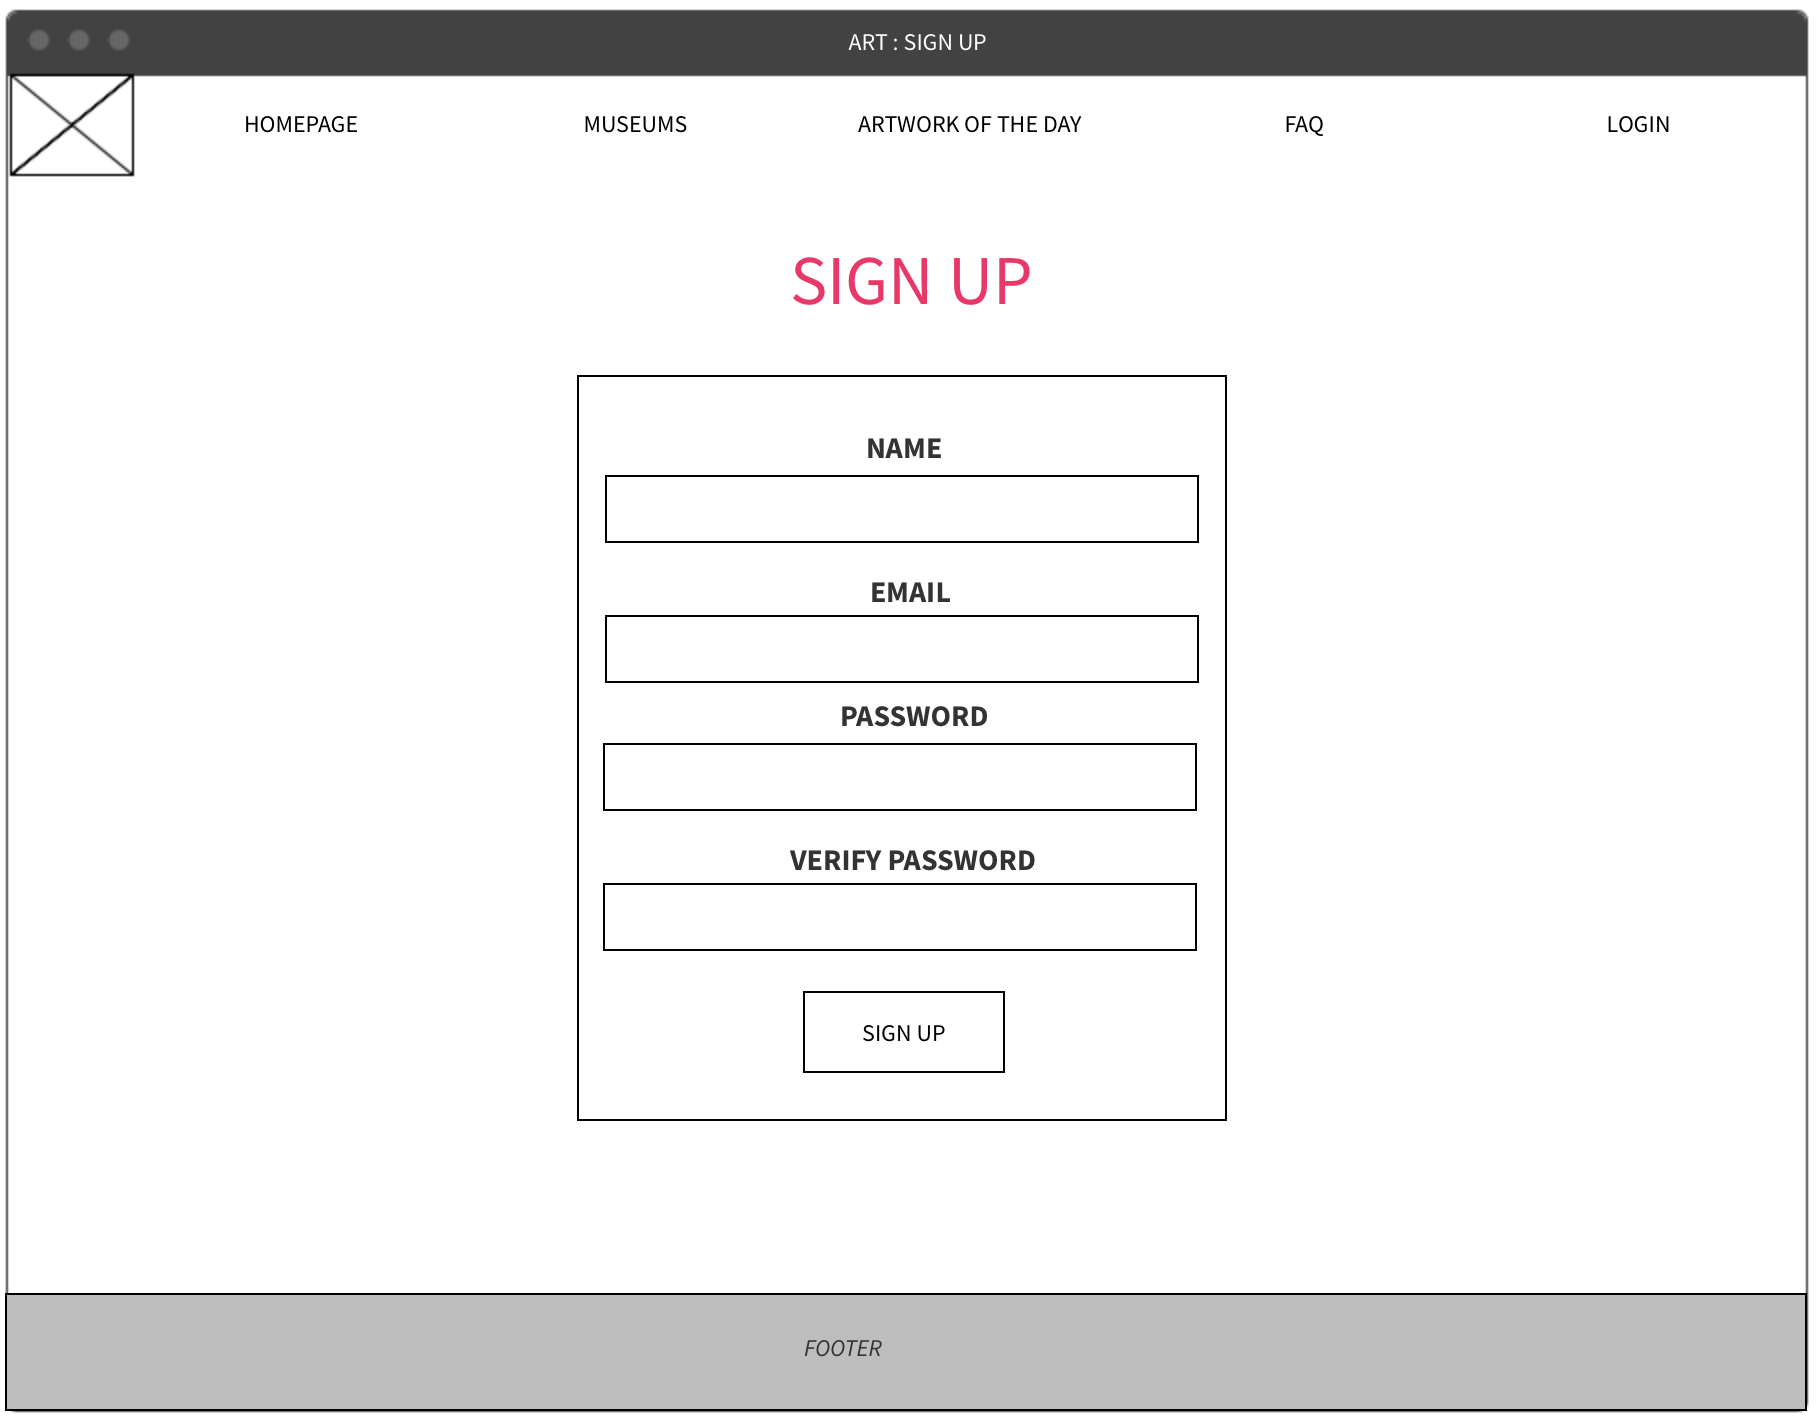 ART : SIGN UP
HOMEPAGE MUSEUMS ARTWORK OF THE DAY FAQ LOGIN
SIGN UP
NAME
EMAIL
PASSWORD
VERIFY PASSWORD
SIGN UP
FOOTER